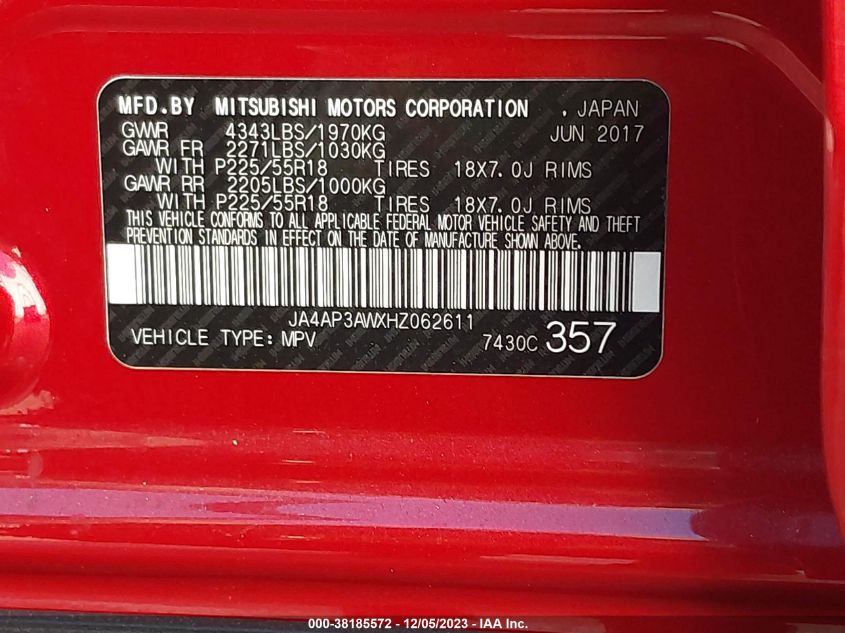 MFD.BY MITSUBISHI MOTORS CORPORATION . JAPAN
GVWR 4343LBS/1970KG JUN 2017
GAWR FR 2271LBS/1030KG
WITH P225/55R18 TIRES 18X7.0J RIMS
GAWR RR 2205LBS/1000KG
WITH P225/55R18 TIRES 18X7.0J RIMS
THIS VEHICLE CONFORMS TO ALL APPLICABLE FEDERAL MOTOR VEHICLE SAFETY AND THEFT
PREVENTION STANDARDS IN EFFECT ON THE DATE OF MANUFACTURE SHOWN ABOVE.
JA4AP3AWXHZ062611
VEHICLE TYPE: MPV 7430C 357
000-38185572 - 12/05/2023 - IAA Inc.